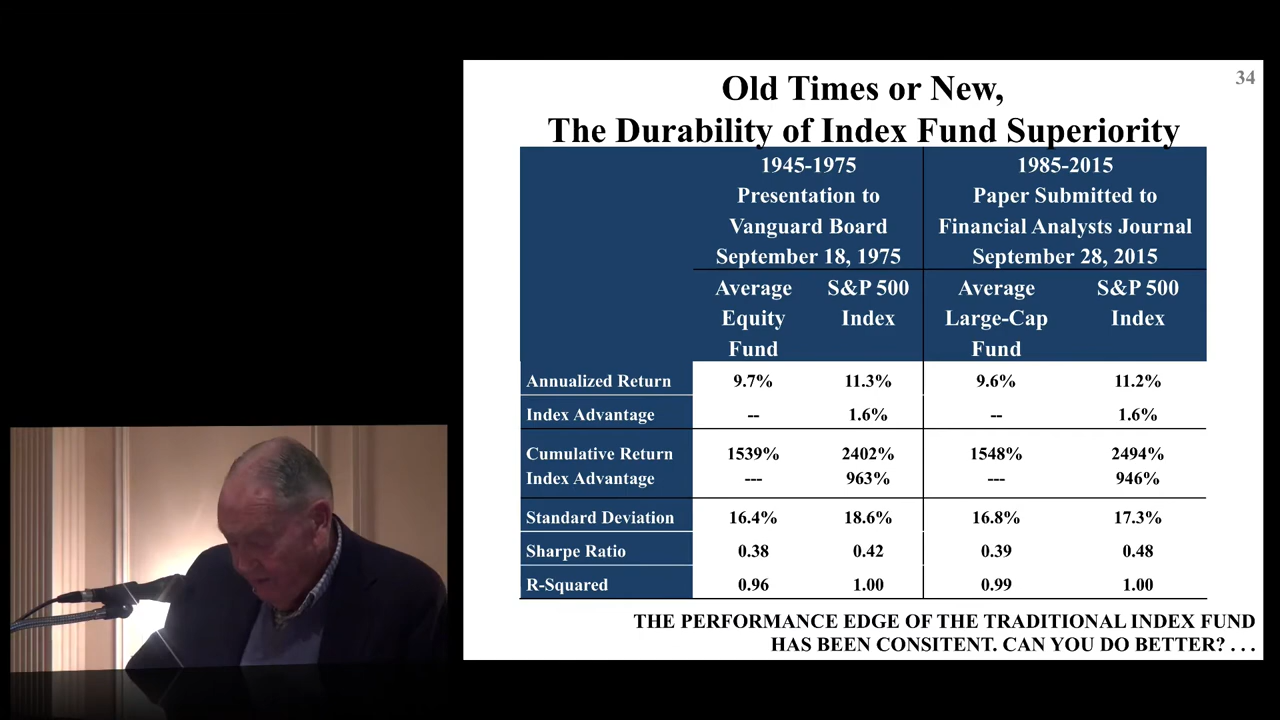 34
Old Times or New,
The Durability of Index Fund Superiority
1945-1975 1985-2015
Presentation to Paper Submitted to
Vanguard Board Financial Analysts Journal
September 18, 1975 September 28, 2015
Average S&P 500 Average S&P 500
Equity Index Large-Cap Index
Fund Fund
Annualized Return 9.7% 11.3% 9.6% 11.2%
Index Advantage -- 1.6% -- 1.6%
Cumulative Return 1539% 2402% 1548% 2494%
Index Advantage --- 963% --- 946%
Standard Deviation 16.4% 18.6% 16.8% 17.3%
Sharpe Ratio 0.38 0.42 0.39 0.48
R-Squared 0.96 1.00 0.99 1.00
THE PERFORMANCE EDGE OF THE TRADITIONAL INDEX FUND
HAS BEEN CONSITENT. CAN YOU DO BETTER? . . .